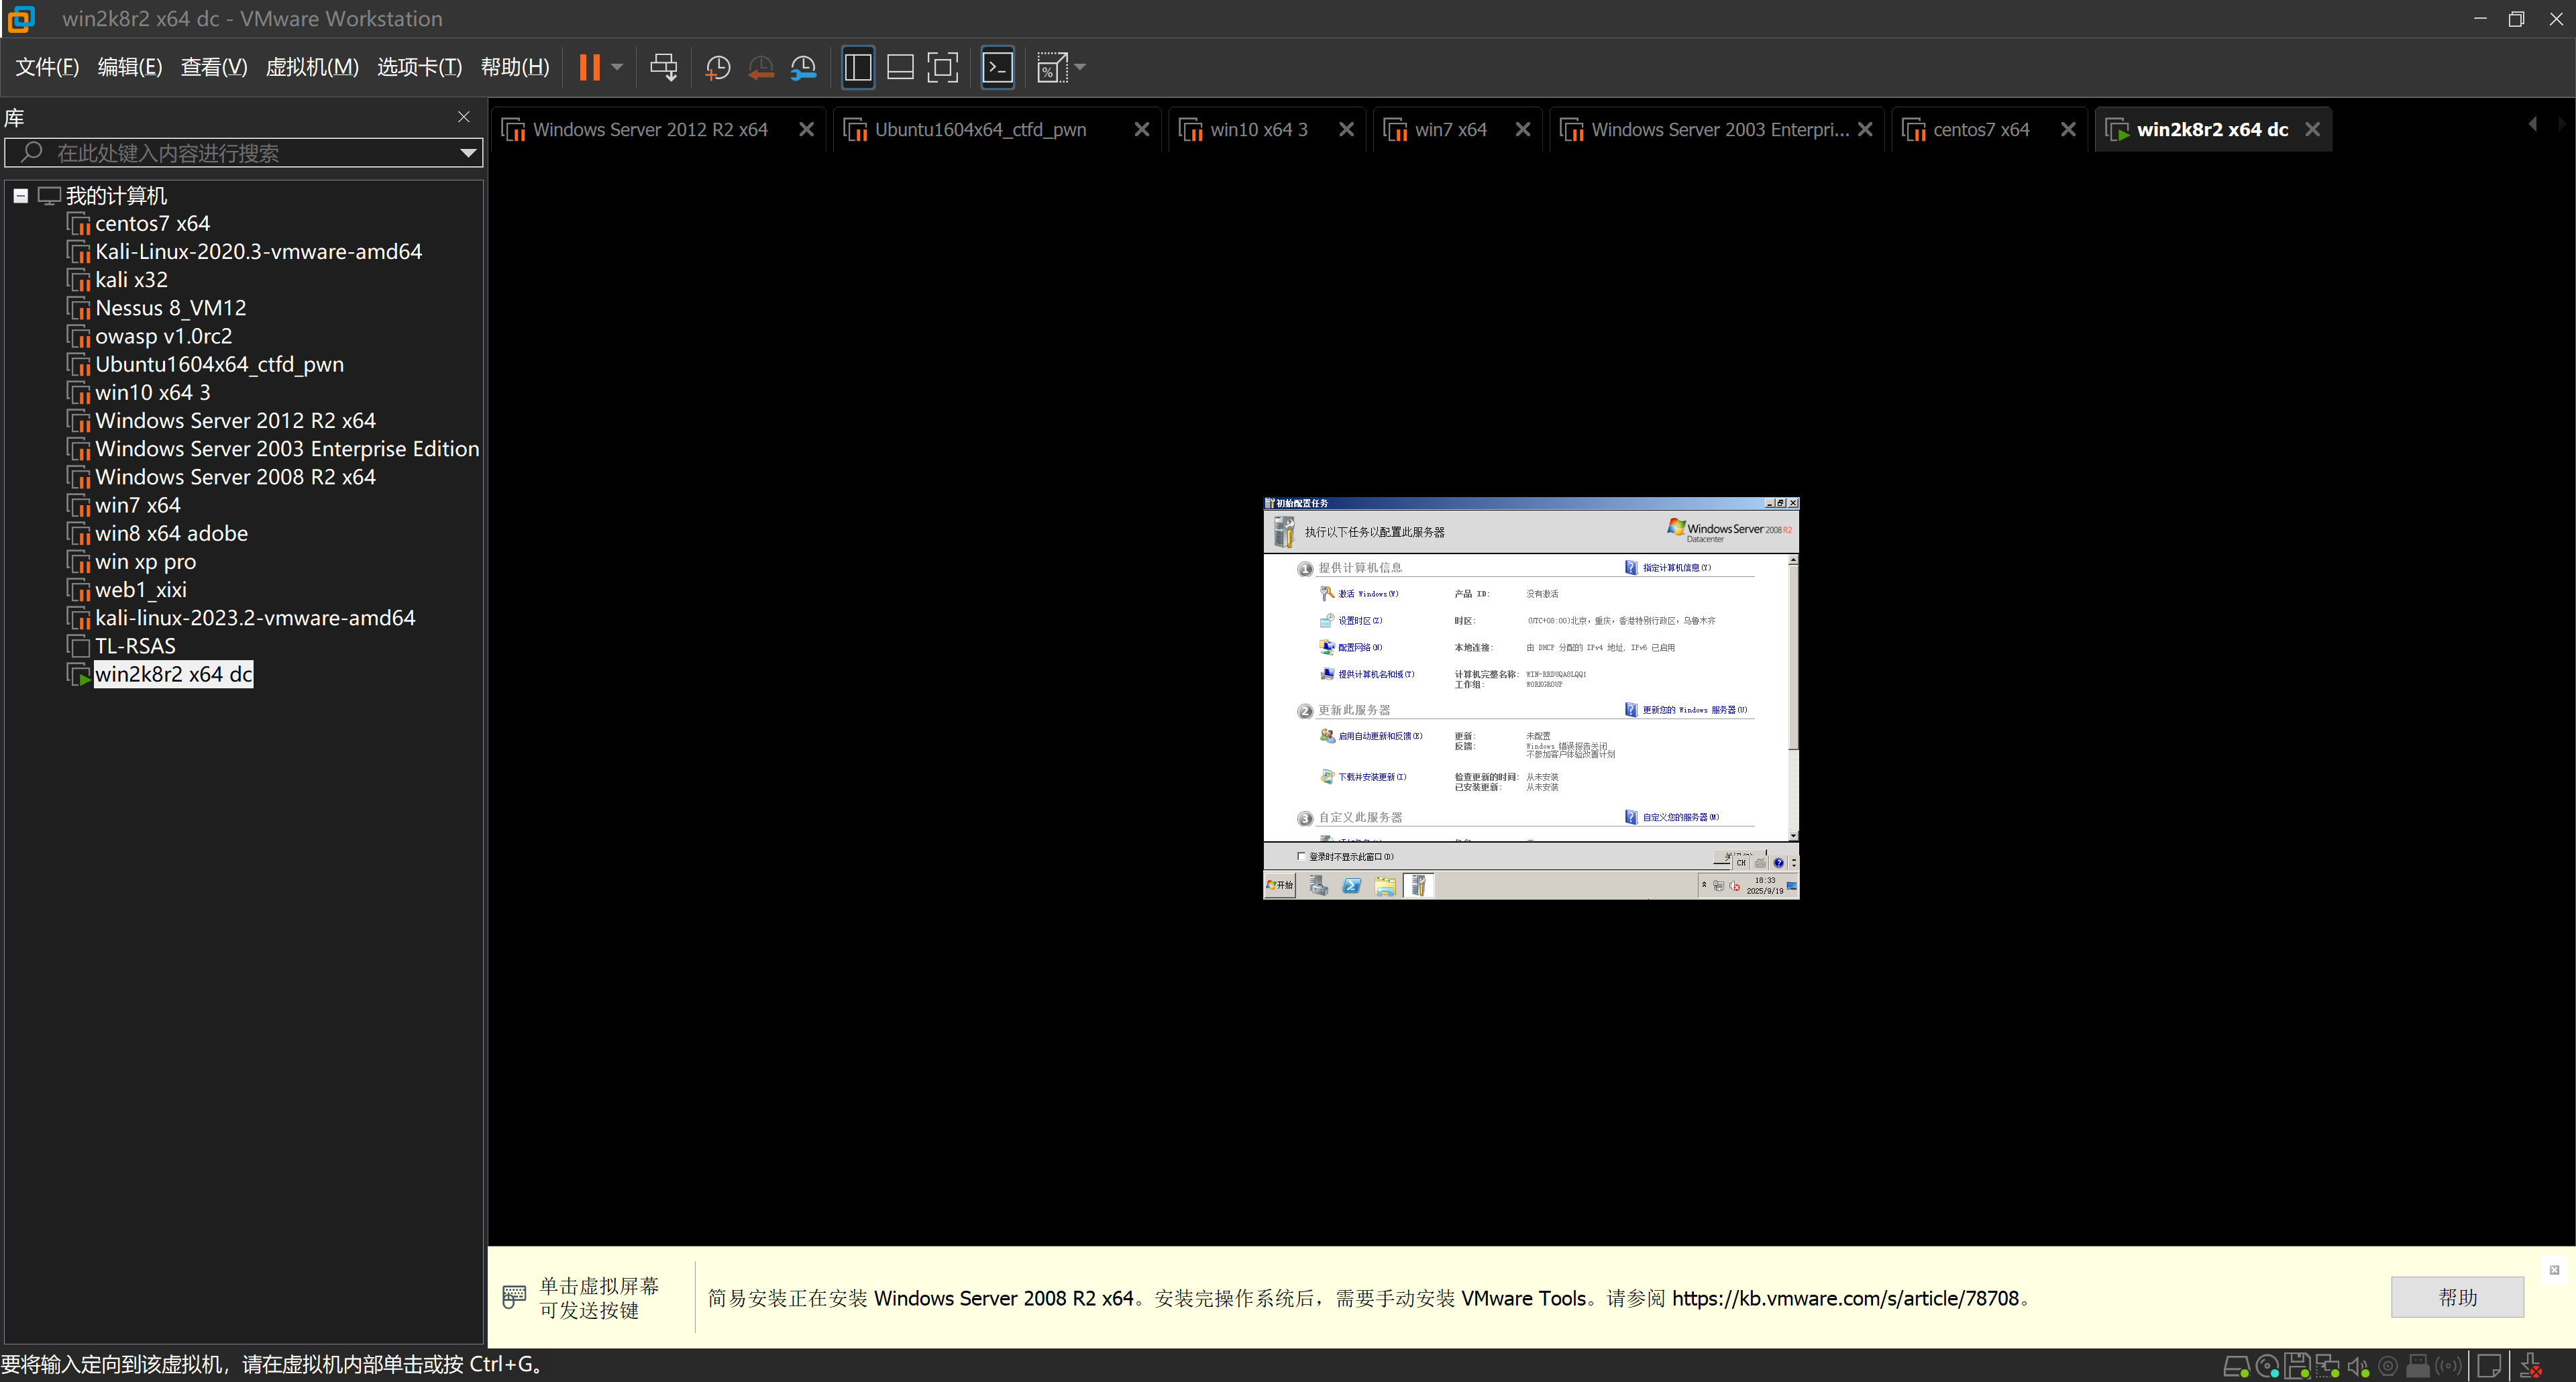 win2k8r2 x64 dc - VMware Workstation
文件(F) 编辑(E) 查看(V) 虚拟机(M) 选项卡(T) 帮助(H)
库
在此处键入内容进行搜索
我的计算机
centos7 x64
Kali-Linux-2020.3-vmware-amd64
kali x32
Nessus 8_VM12
owasp v1.0rc2
Ubuntu1604x64_ctfd_pwn
win10 x64 3
Windows Server 2012 R2 x64
Windows Server 2003 Enterprise Edition
Windows Server 2008 R2 x64
win7 x64
win8 x64 adobe
win xp pro
web1_xixi
kali-linux-2023.2-vmware-amd64
TL-RSAS
win2k8r2 x64 dc
Windows Server 2012 R2 x64
Ubuntu1604x64_ctfd_pwn
win10 x64 3
win7 x64
Windows Server 2003 Enterpri...
centos7 x64
win2k8r2 x64 dc
初始配置任务
执行以下任务以配置此服务器
Windows Server 2008 R2
Datacenter
1 提供计算机信息
指定计算机信息(Y)
激活 Windows(W) 产品 ID: 没有激活
设置时区(Z) 时区: (UTC+08:00)北京，重庆，香港特别行政区，乌鲁木齐
配置网络(N) 本地连接: 由 DHCP 分配的 IPv4 地址, IPv6 已启用
提供计算机名和域(T) 计算机完整名称:
工作组: WORKGROUP
2 更新此服务器
更新您的 Windows 服务器(U)
启用自动更新和反馈(E) 更新: 未配置
反馈: Windows 错误报告关闭
不参加客户体验改善计划
下载并安装更新(I) 检查更新的时间: 从未安装
已安装更新: 从未安装
3 自定义此服务器
自定义您的服务器(M)
登录时不显示此窗口(D)
CH
开始
18:33
2025/9/19
单击虚拟屏幕
可发送按键
简易安装正在安装 Windows Server 2008 R2 x64。安装完操作系统后，需要手动安装 VMware Tools。请参阅 https://kb.vmware.com/s/article/78708。
帮助
要将输入定向到该虚拟机，请在虚拟机内部单击或按 Ctrl+G。